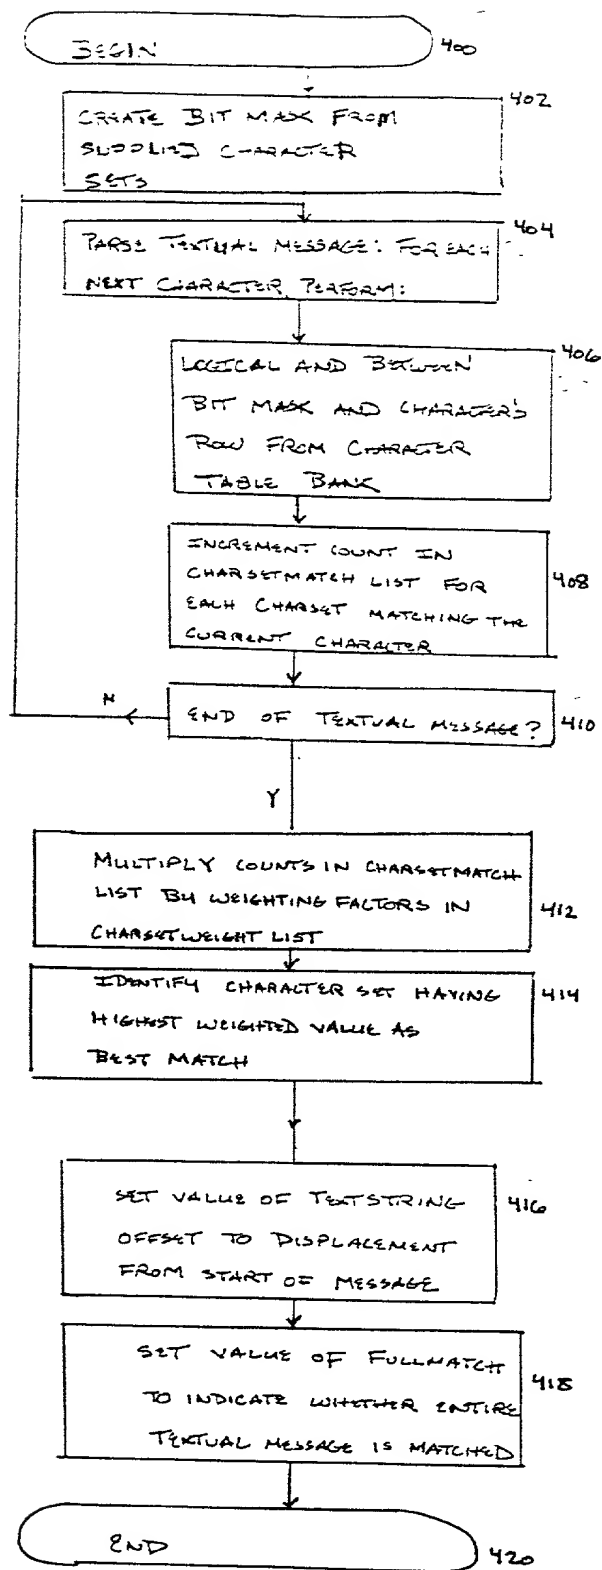 BEGIN
400
402
CREATE BIT MASK FROM
SUPPLIED CHARACTER
SETS
404
PARSE TEXTUAL MESSAGE: FOR EACH
NEXT CHARACTER PERFORM:
406
LOGICAL AND BETWEEN
BIT MASK AND CHARACTER'S
ROW FROM CHARACTER
TABLE BANK
INCREMENT COUNT IN
CHARSETMATCH LIST FOR
408
EACH CHARSET MATCHING THE
CURRENT CHARACTER
N
END OF TEXTUAL MESSAGE?
410
Y
MULTIPLY COUNTS IN CHARSETMATCH
LIST BY WEIGHTING FACTORS IN
412
CHARSETWEIGHT LIST
IDENTIFY CHARACTER SET HAVING
414
HIGHEST WEIGHTED VALUE AS
BEST MATCH
SET VALUE OF TEXTSTRING
416
OFFSET TO DISPLACEMENT
FROM START OF MESSAGE
SET VALUE OF FULLMATCH
418
TO INDICATE WHETHER ENTIRE
TEXTUAL MESSAGE IS MATCHED
END
420